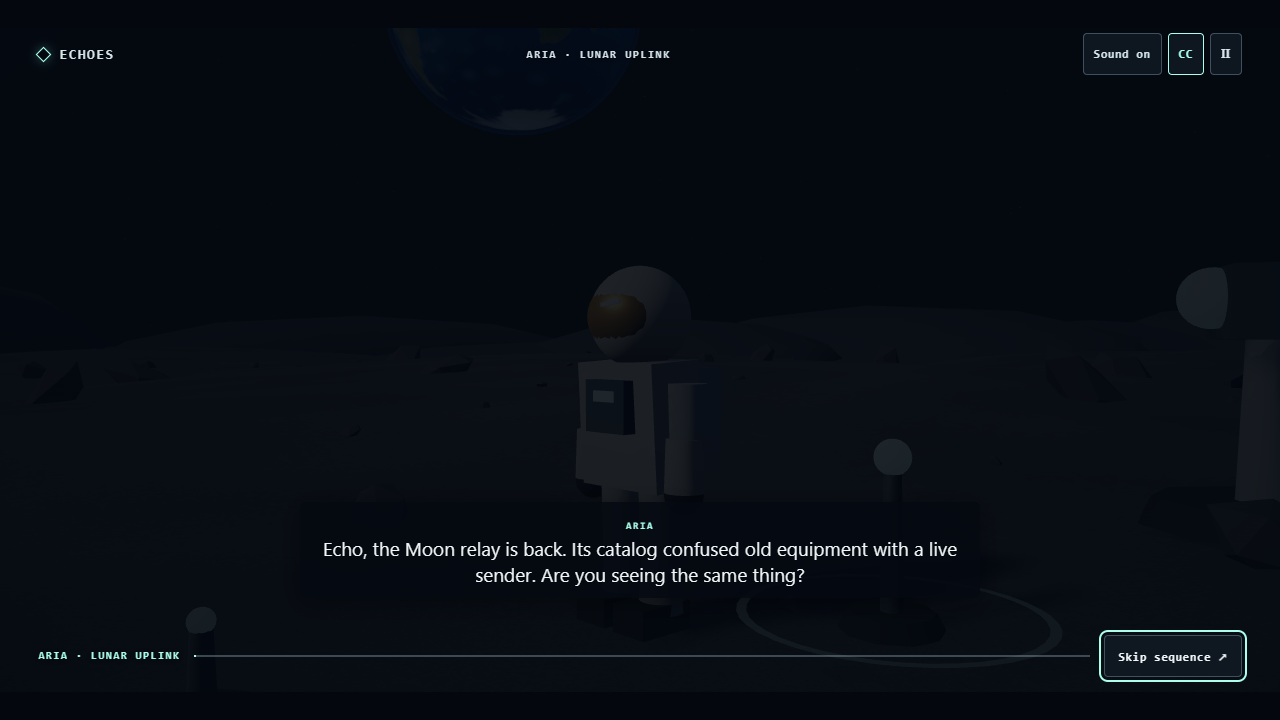 ECHOES
ARIA · LUNAR UPLINK
Sound on
CC
II
ARIA
Echo, the Moon relay is back. Its catalog confused old equipment with a live
sender. Are you seeing the same thing?
ARIA · LUNAR UPLINK
Skip sequence ↗